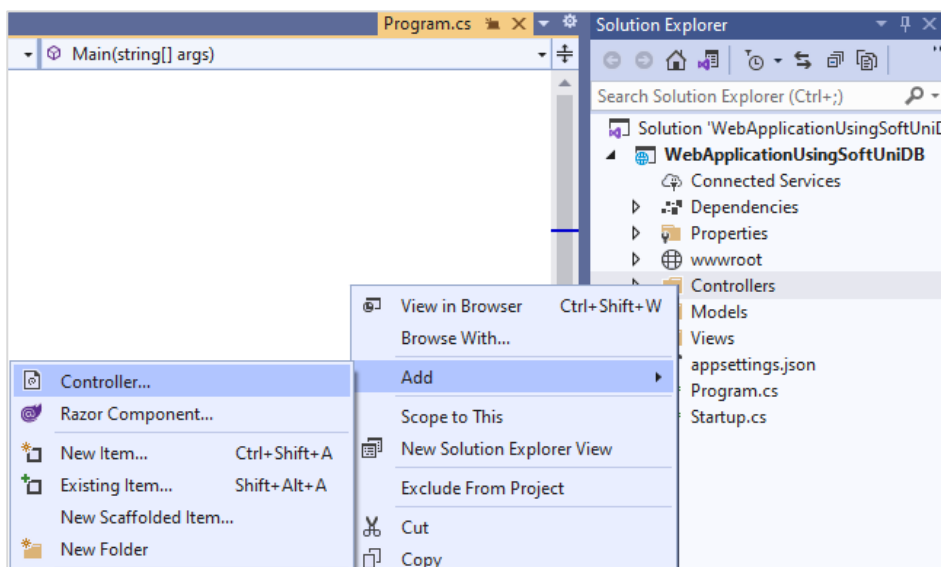 Program.cs
Main(string[] args)
Solution Explorer
Search Solution Explorer (Ctrl+;)
Solution 'WebApplicationUsingSoftUniD
WebApplicationUsingSoftUniDB
Connected Services
Dependencies
Properties
wwwroot
Controllers
Models
Views
appsettings.json
Program.cs
Startup.cs
View in Browser Ctrl+Shift+W
Browse With...
Add
Scope to This
New Solution Explorer View
Exclude From Project
Cut
Copy
Controller...
Razor Component...
New Item... Ctrl+Shift+A
Existing Item... Shift+Alt+A
New Scaffolded Item...
New Folder